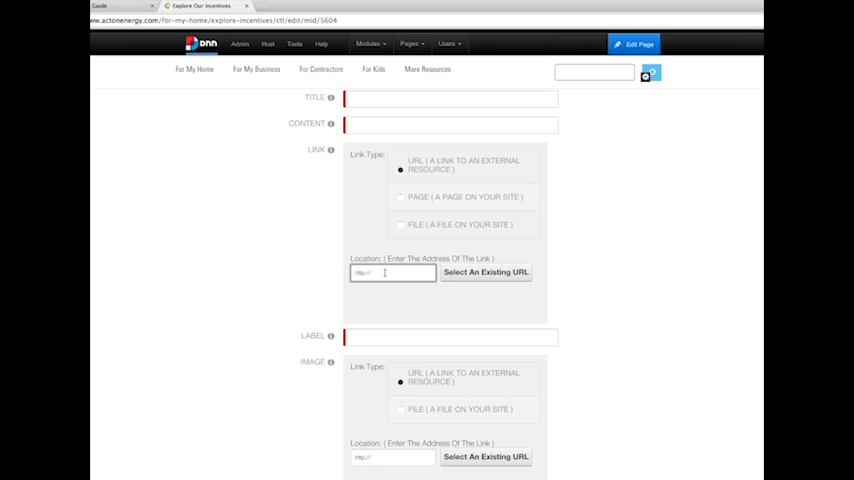 Guide
Explore Our Incentives
ww.actonenergy.com/for-my-home/explore-incentives/ctl/edit/mid/5604
DNN Admin Host Tools Help Modules Pages Users Edit Page
For My Home For My Business For Contractors For Kids More Resources
TITLE
CONTENT
LINK
Link Type:
URL ( A LINK TO AN EXTERNAL
RESOURCE )
PAGE ( A PAGE ON YOUR SITE )
FILE ( A FILE ON YOUR SITE )
Location: ( Enter The Address Of The Link )
http:// Select An Existing URL
LABEL
IMAGE
Link Type:
URL ( A LINK TO AN EXTERNAL
RESOURCE )
FILE ( A FILE ON YOUR SITE )
Location: ( Enter The Address Of The Link )
http:// Select An Existing URL